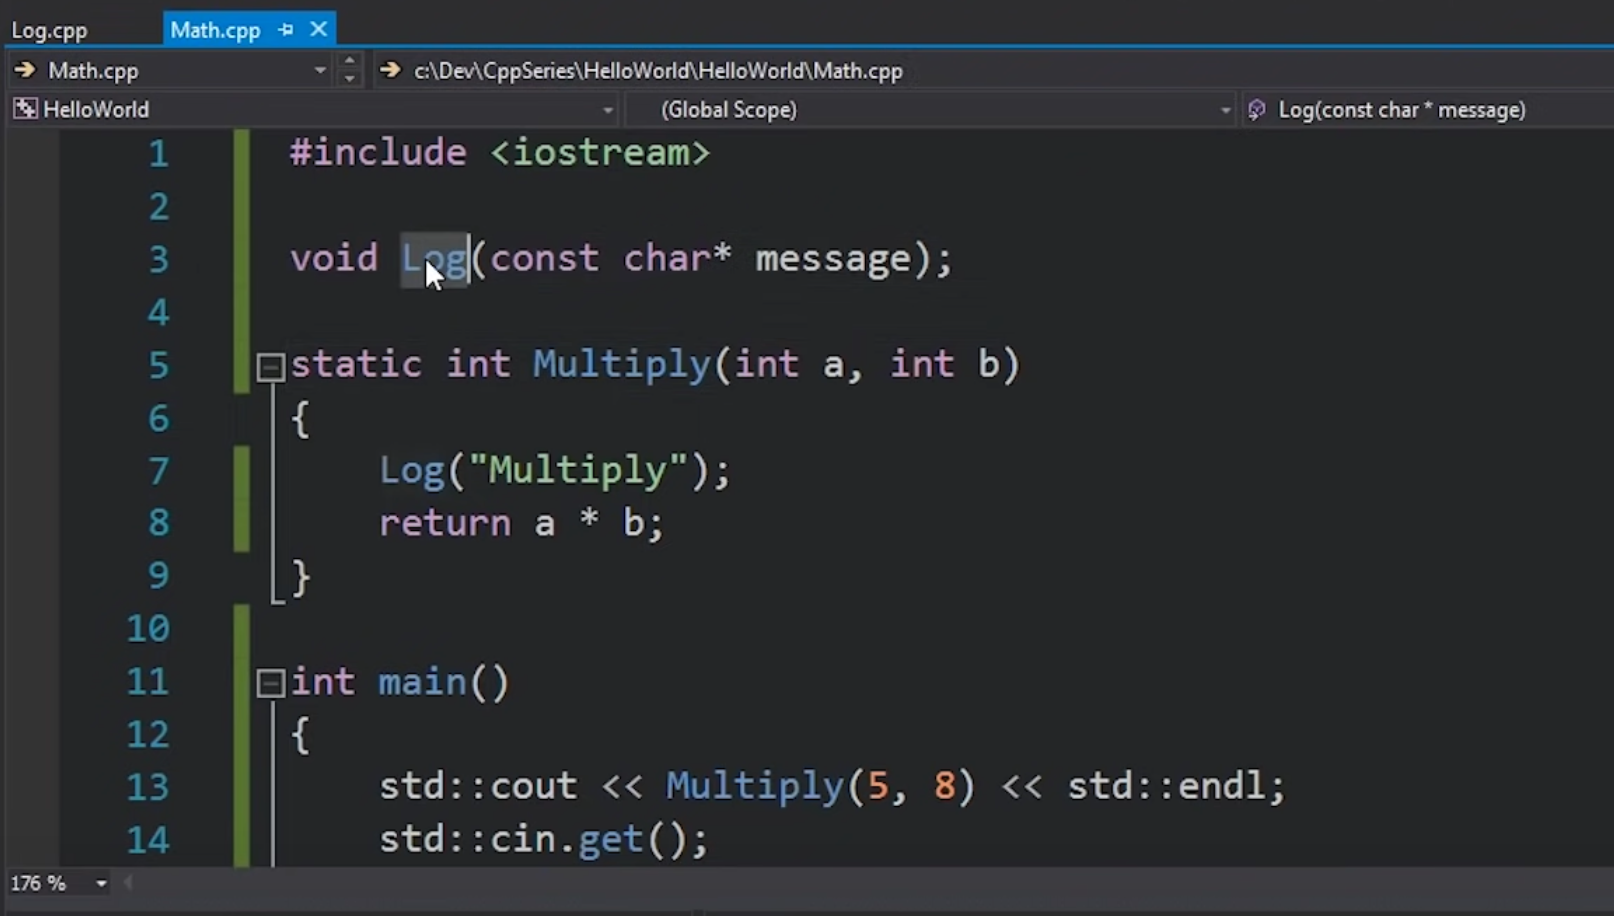 Log.cpp Math.cpp
Math.cpp c:\Dev\CppSeries\HelloWorld\HelloWorld\Math.cpp
HelloWorld (Global Scope) Log(const char * message)
1 #include <iostream>
2
3 void Log(const char* message);
4
5 static int Multiply(int a, int b)
6 {
7 Log("Multiply");
8 return a * b;
9 }
10
11 int main()
12 {
13 std::cout << Multiply(5, 8) << std::endl;
14 std::cin.get();
176 %